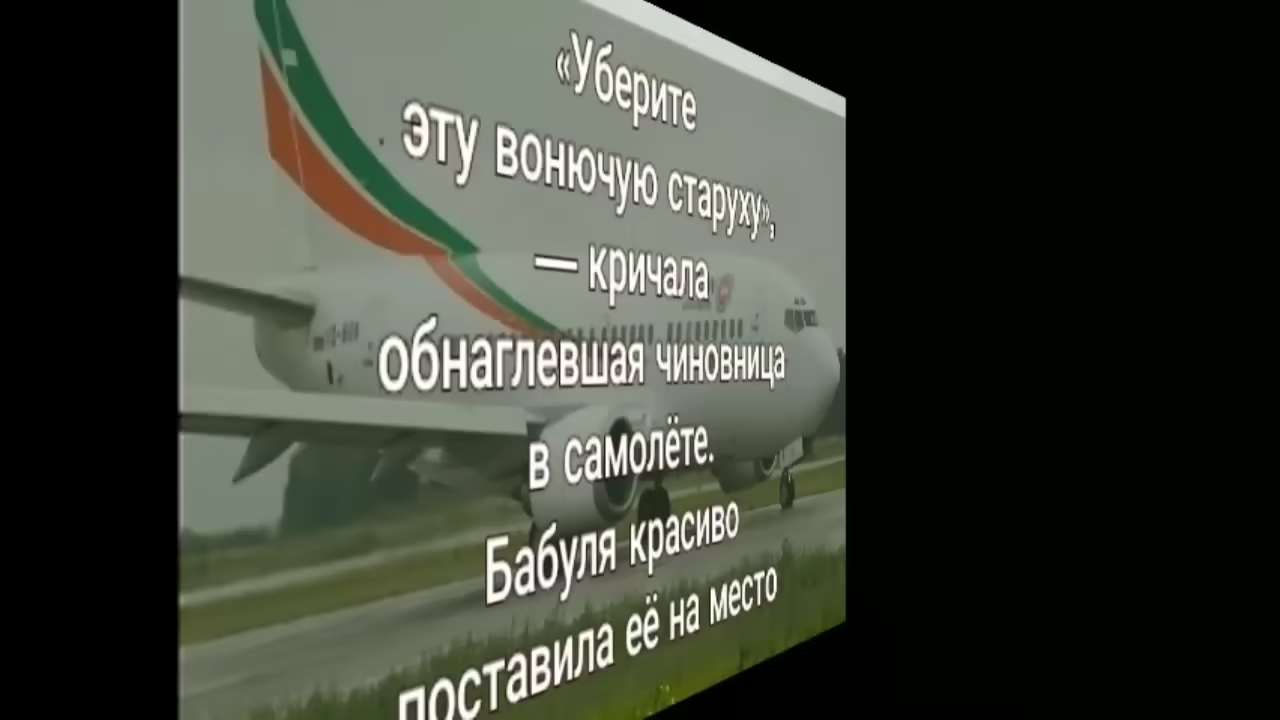 «Уберите
эту вонючую старуху»,
— кричала
обнаглевшая чиновница
в самолёте.
Бабуля красиво
поставила её на место